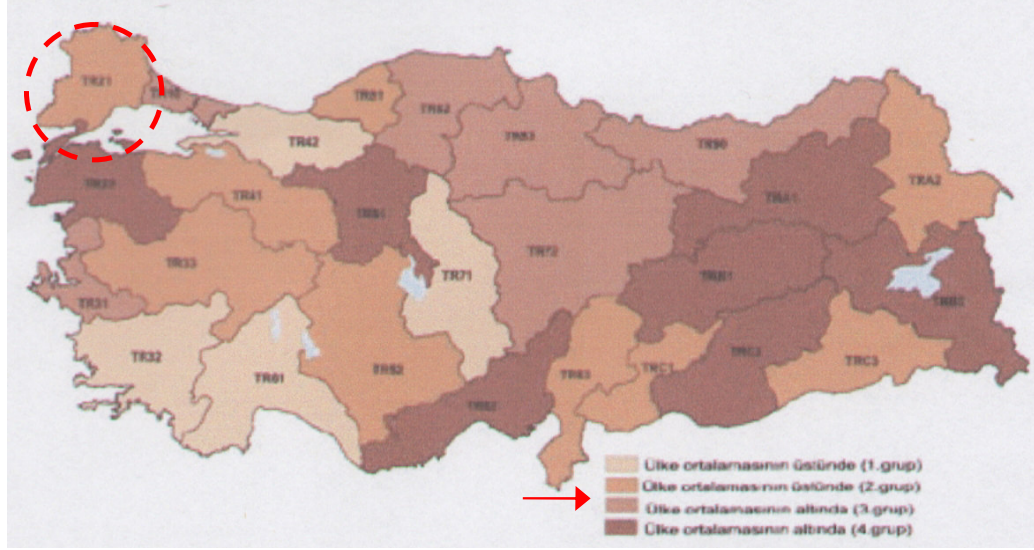 TR21
TR10
TR81
TR82
TR42
TR83
TR90
TR22
TR41
TR51
TRA1
TRA2
TR33
TR71
TR72
TRB1
TRB2
TR31
TR32
TR61
TR52
TR62
TR63
TRC1
TRC2
TRC3
Ülke ortalamasının üstünde (1.grup)
Ülke ortalamasının üstünde (2.grup)
Ülke ortalamasının altında (3.grup)
Ülke ortalamasının altında (4.grup)